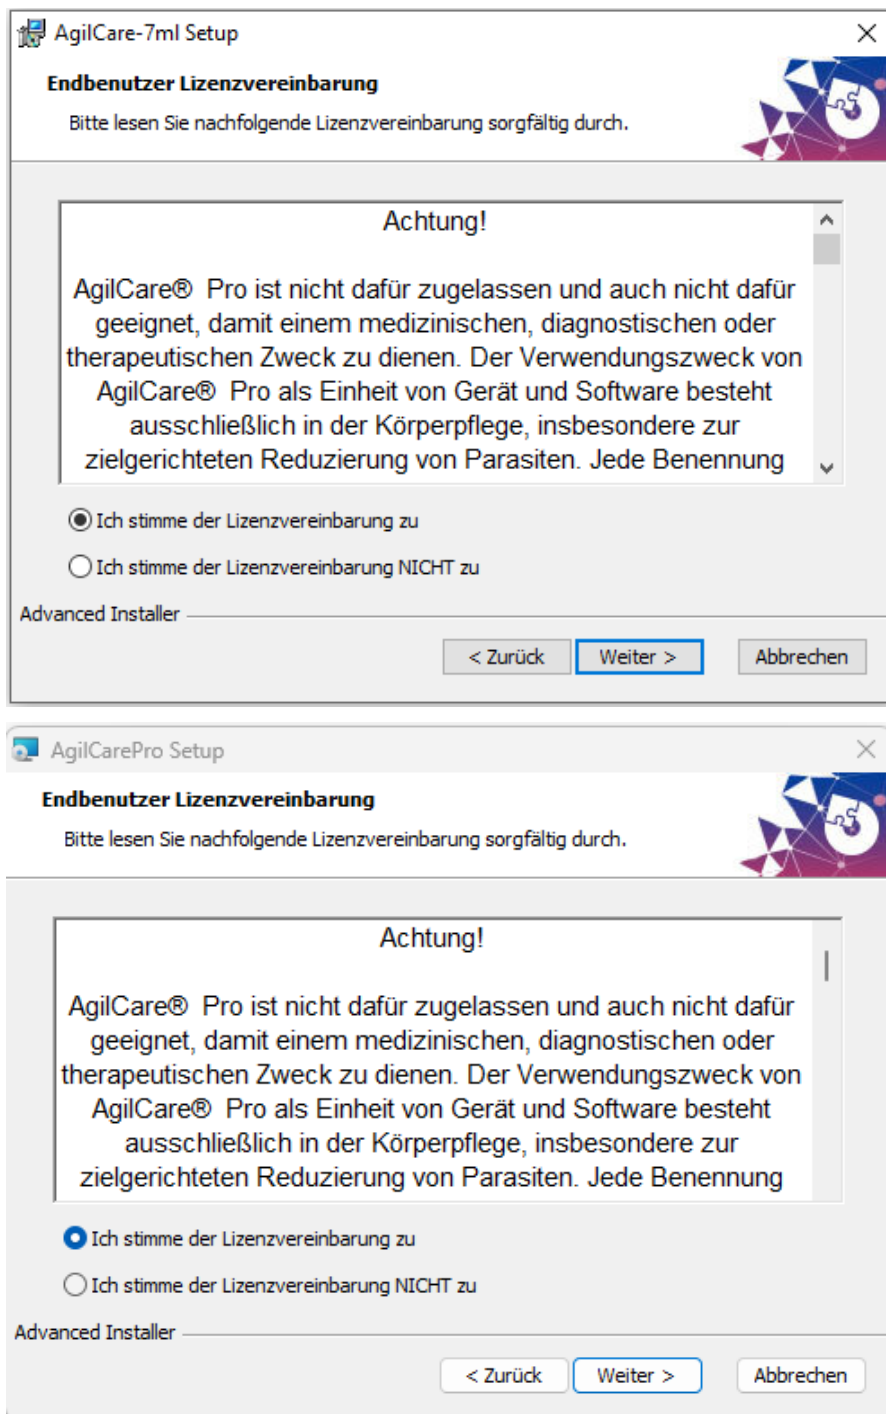 AgilCare-7ml Setup
Endbenutzer Lizenzvereinbarung
Bitte lesen Sie nachfolgende Lizenzvereinbarung sorgfältig durch.
Achtung!
AgilCare® Pro ist nicht dafür zugelassen und auch nicht dafür
geeignet, damit einem medizinischen, diagnostischen oder
therapeutischen Zweck zu dienen. Der Verwendungszweck von
AgilCare® Pro als Einheit von Gerät und Software besteht
ausschließlich in der Körperpflege, insbesondere zur
zielgerichteten Reduzierung von Parasiten. Jede Benennung
Ich stimme der Lizenzvereinbarung zu
Ich stimme der Lizenzvereinbarung NICHT zu
Advanced Installer
< Zurück Weiter > Abbrechen
AgilCarePro Setup
Endbenutzer Lizenzvereinbarung
Bitte lesen Sie nachfolgende Lizenzvereinbarung sorgfältig durch.
Achtung!
AgilCare® Pro ist nicht dafür zugelassen und auch nicht dafür
geeignet, damit einem medizinischen, diagnostischen oder
therapeutischen Zweck zu dienen. Der Verwendungszweck von
AgilCare® Pro als Einheit von Gerät und Software besteht
ausschließlich in der Körperpflege, insbesondere zur
zielgerichteten Reduzierung von Parasiten. Jede Benennung
Ich stimme der Lizenzvereinbarung zu
Ich stimme der Lizenzvereinbarung NICHT zu
Advanced Installer
< Zurück Weiter > Abbrechen